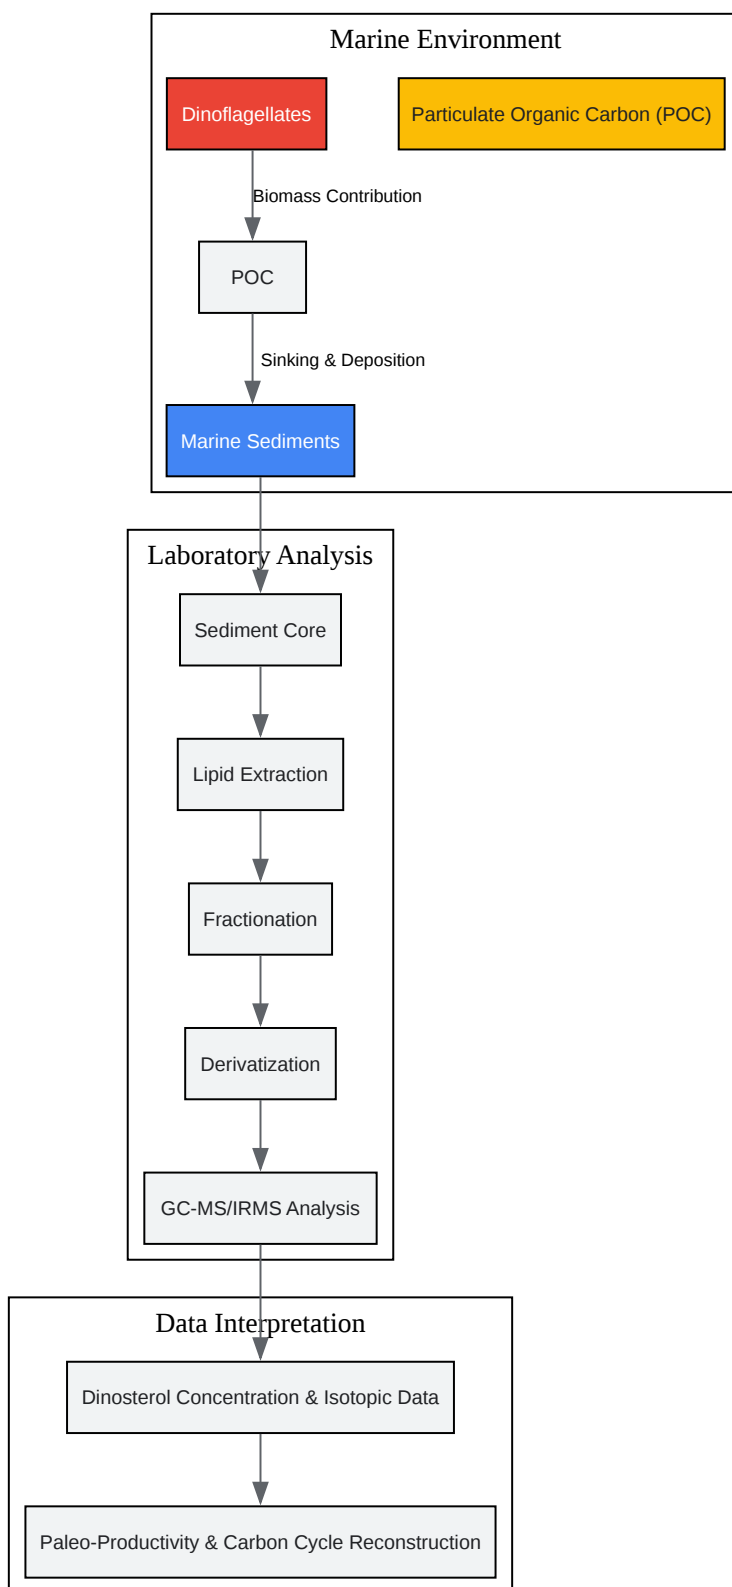 Marine Environment
Dinoflagellates
Particulate Organic Carbon (POC)
Biomass Contribution
POC
Sinking & Deposition
Marine Sediments
Laboratory Analysis
Sediment Core
Lipid Extraction
Fractionation
Derivatization
GC-MS/IRMS Analysis
Data Interpretation
Dinosterol Concentration & Isotopic Data
Paleo-Productivity & Carbon Cycle Reconstruction